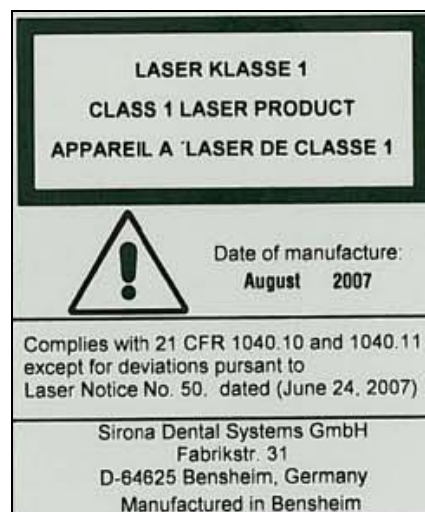 LASER KLASSE 1
CLASS 1 LASER PRODUCT
APPAREIL A ´LASER DE CLASSE 1
Date of manufacture:
August 2007
Complies with 21 CFR 1040.10 and 1040.11
except for deviations pursant to
Laser Notice No. 50. dated (June 24, 2007)
Sirona Dental Systems GmbH
Fabrikstr. 31
D-64625 Bensheim, Germany
Manufactured in Bensheim